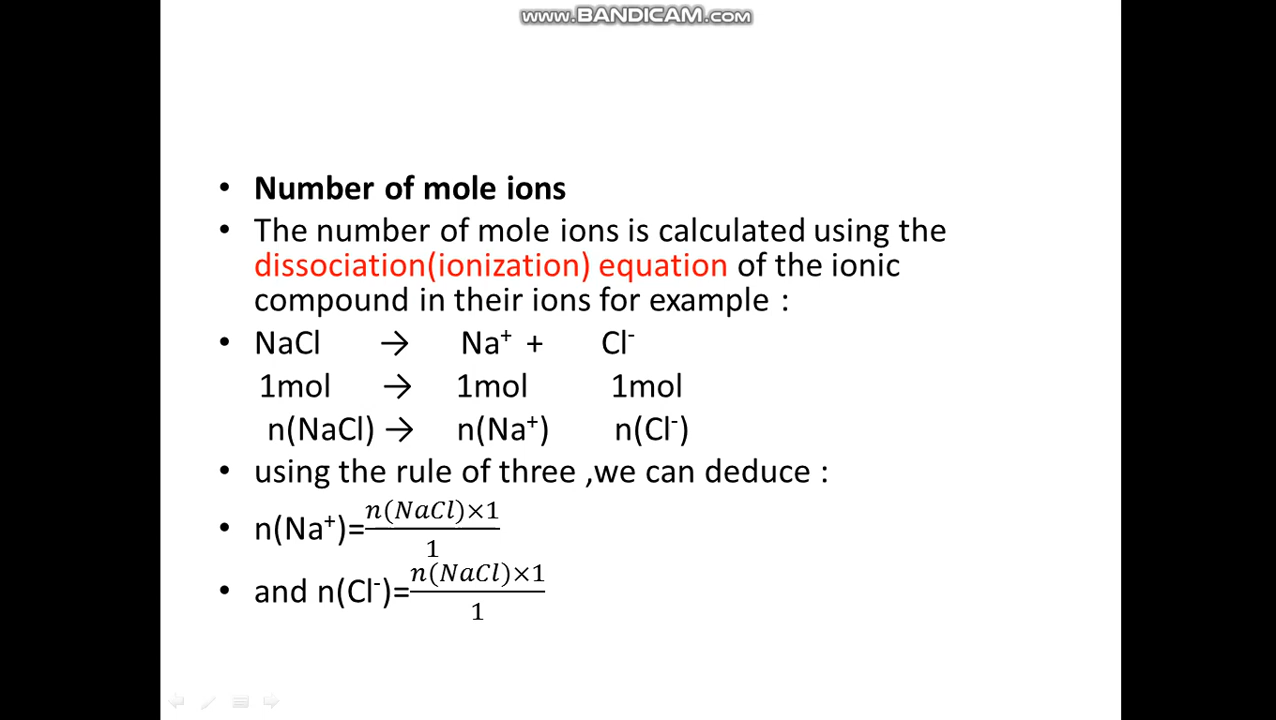 www.BANDICAM.com
• Number of mole ions
• The number of mole ions is calculated using the
dissociation(ionization) equation of the ionic
compound in their ions for example :
• NaCl → Na⁺ + Cl⁻
1mol → 1mol 1mol
n(NaCl) → n(Na⁺) n(Cl⁻)
• using the rule of three ,we can deduce :
• n(Na⁺)=n(NaCl)×1/1
• and n(Cl⁻)=n(NaCl)×1/1